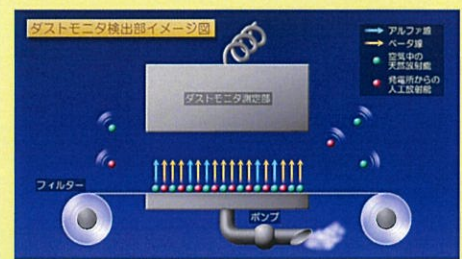 ダストモニタ検出部イメージ図
アルファ線
ベータ線
空気中の
天然放射能
発電所からの
人工放射能
ダストモニタ測定部
フィルター
ポンプ